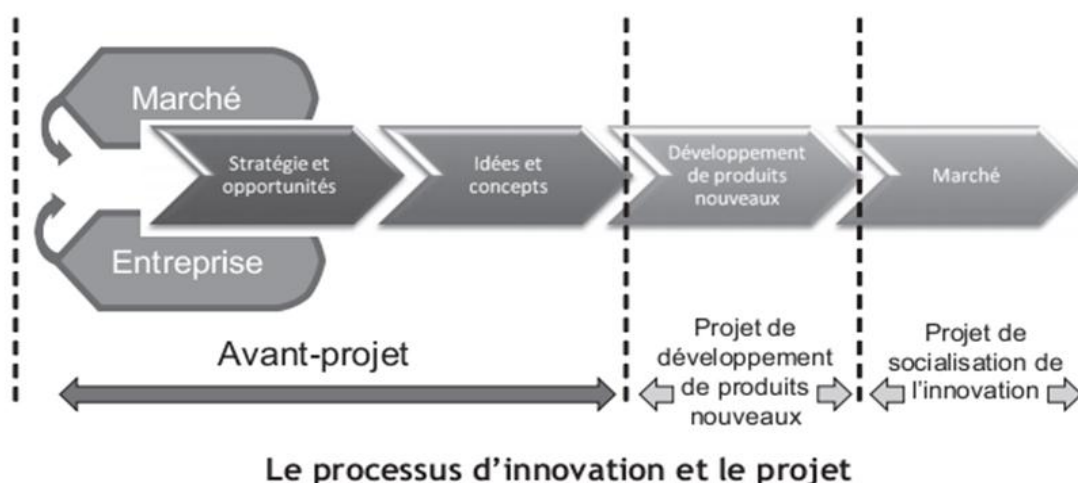 Marché
Stratégie et
opportunités
Idées et
concepts
Développement
de produits
nouveaux
Marché
Entreprise
Avant-projet
Projet de
développement
de produits
nouveaux
Projet de
socialisation de
l'innovation
Le processus d'innovation et le projet